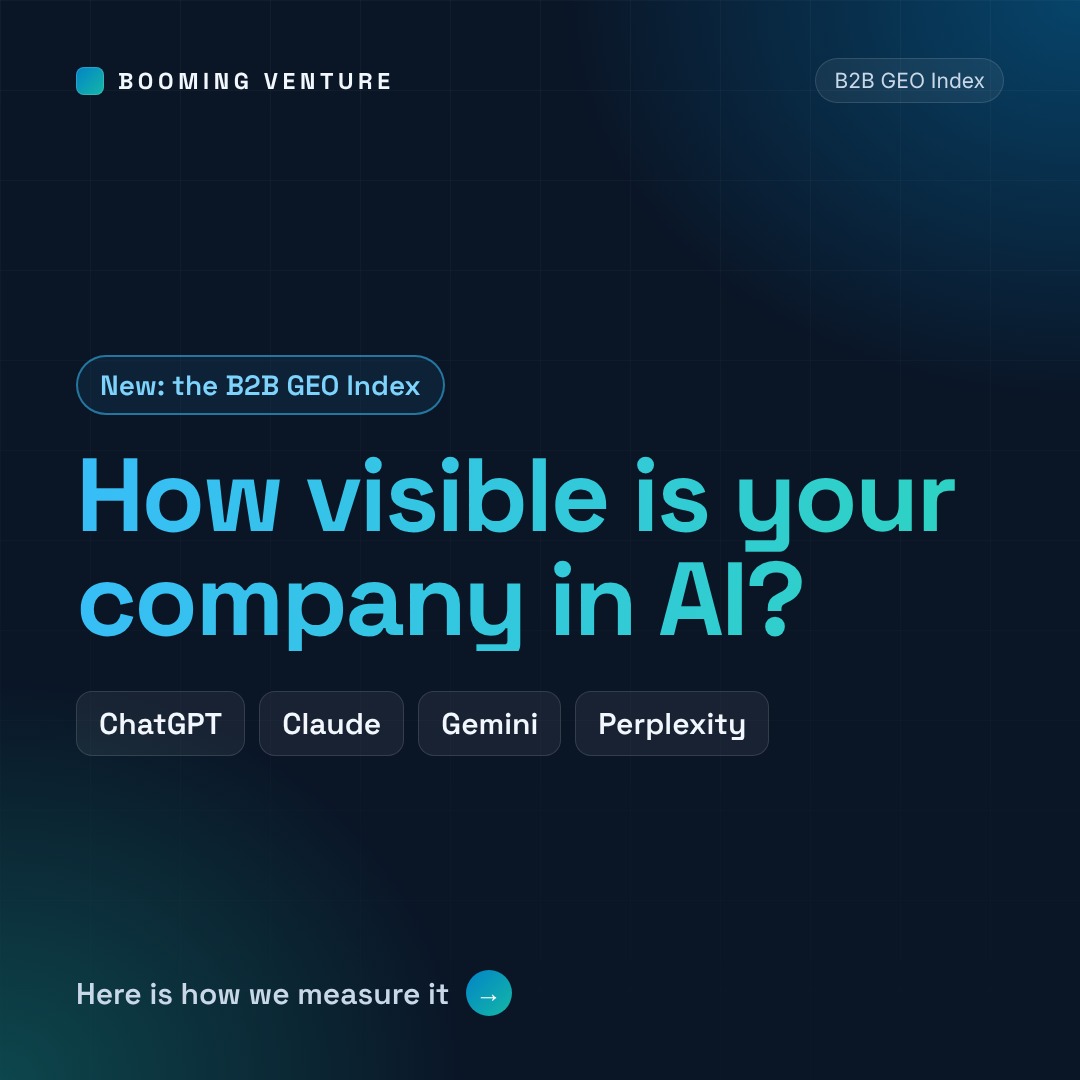 BOOMING VENTURE
B2B GEO Index
New: the B2B GEO Index
How visible is your
company in AI?
ChatGPT Claude Gemini Perplexity
Here is how we measure it →